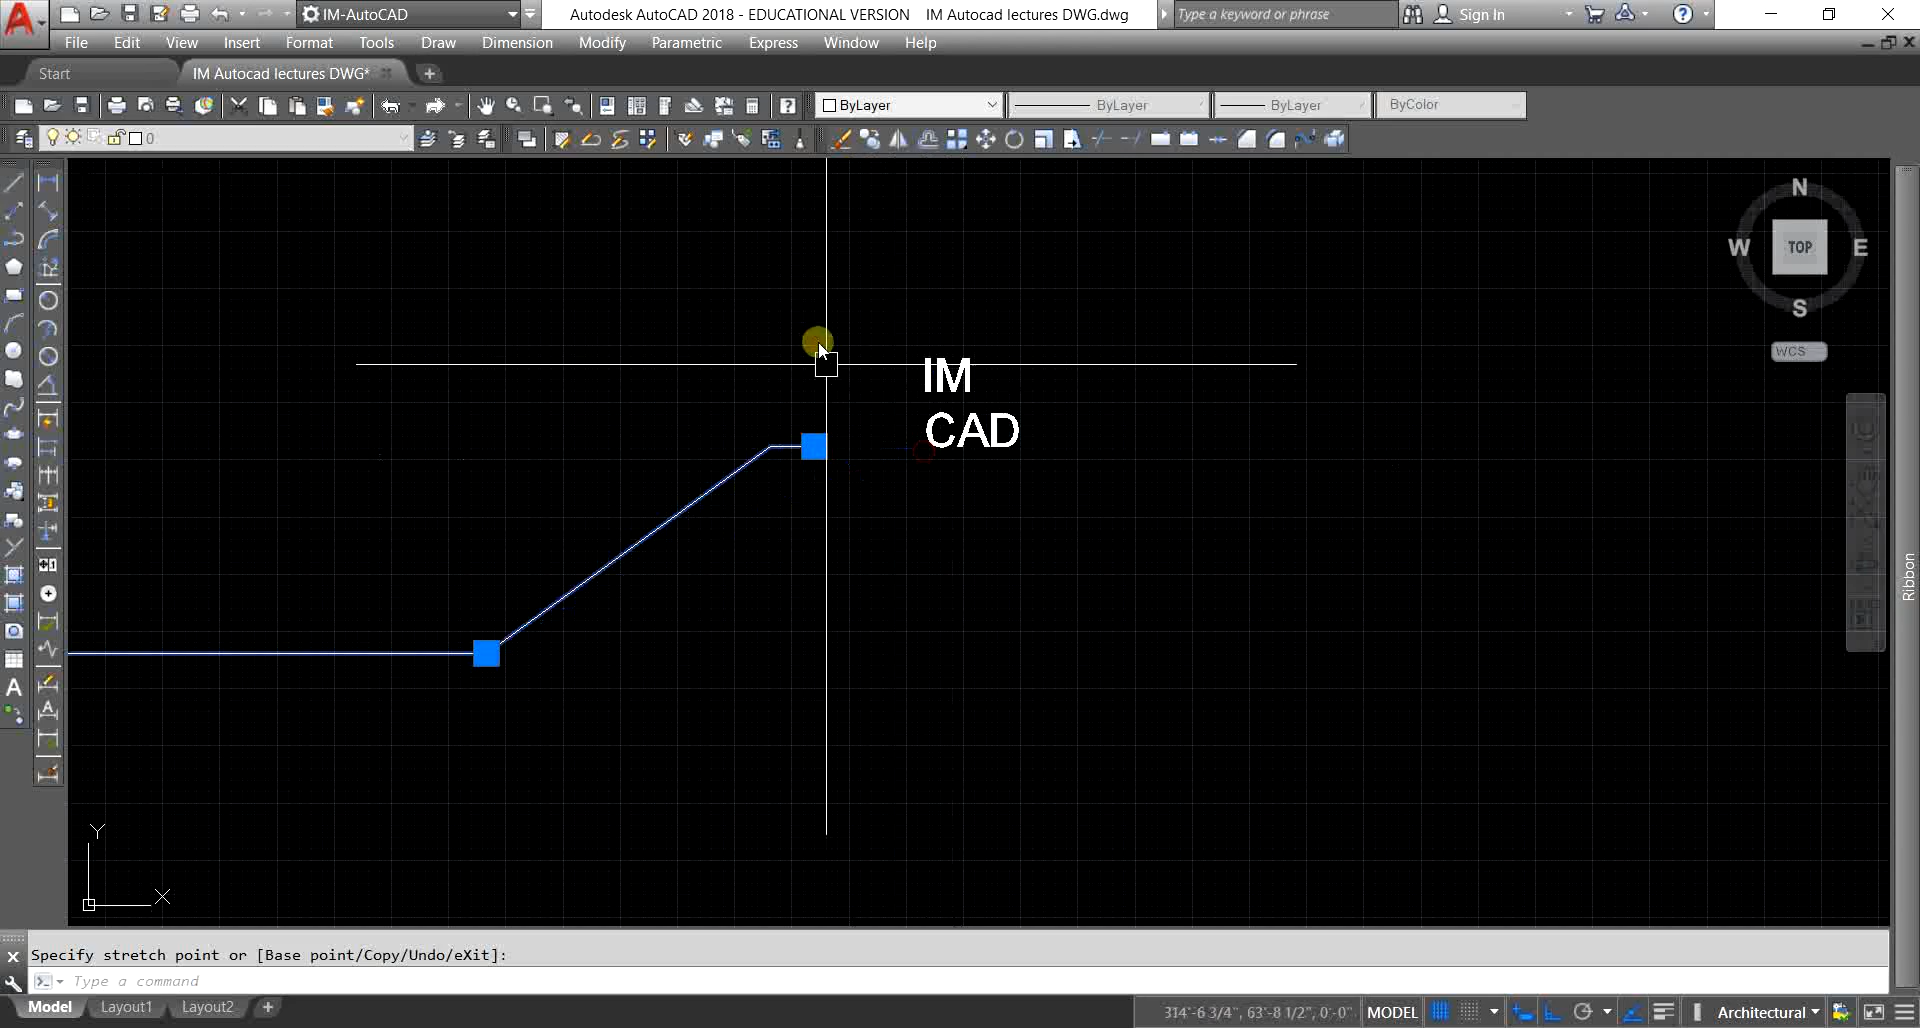 IM-AutoCAD
Autodesk AutoCAD 2018 - EDUCATIONAL VERSION IM Autocad lectures DWG.dwg
Type a keyword or phrase
Sign In
File Edit View Insert Format Tools Draw Dimension Modify Parametric Express Window Help
Start
IM Autocad lectures DWG*
ByLayer
ByLayer
ByLayer
ByColor
0
N
W
TOP
E
S
WCS
IM
CAD
Ribbon
Y
X
Specify stretch point or [Base point/Copy/Undo/eXit]:
Type a command
Model Layout1 Layout2
314'-6 3/4", 63'-8 1/2", 0'-0"
MODEL
Architectural